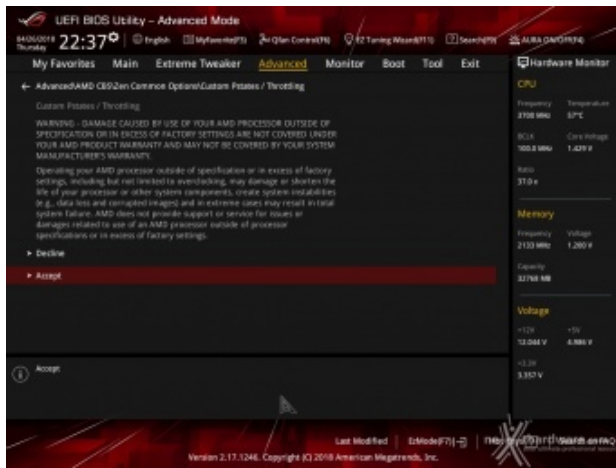 UEFI BIOS Utility – Advanced Mode
04/26/2018 Thursday 22:37 English MyFavorite(F3) Qfan Control(F6) EZ Tuning Wizard(F11) Search(F9) AURA ON/OFF(F4)
My Favorites Main Extreme Tweaker Advanced Monitor Boot Tool Exit
Hardware Monitor
← Advanced\AMD CBS\Zen Common Options\Custom Pstates / Throttling
Custom Pstates / Throttling
WARNING - DAMAGE CAUSED BY USE OF YOUR AMD PROCESSOR OUTSIDE OF
SPECIFICATION OR IN EXCESS OF FACTORY SETTINGS ARE NOT COVERED UNDER
YOUR AMD PRODUCT WARRANTY AND MAY NOT BE COVERED BY YOUR SYSTEM
MANUFACTURER'S WARRANTY.
Operating your AMD processor outside of specification or in excess of factory
settings, including but not limited to overclocking, may damage or shorten the
life of your processor or other system components, create system instabilities
(e.g., data loss and corrupted images) and in extreme cases may result in total
system failure. AMD does not provide support or service for issues or
damages related to use of an AMD processor outside of processor
specifications or in excess of factory settings.
Decline
Accept
Accept
CPU
Frequency Temperature
3700 MHz 57°C
BCLK Core Voltage
100.0 MHz 1.429 V
Ratio
37.0x
Memory
Frequency Voltage
2133 MHz 1.200 V
Capacity
32768 MB
Voltage
+12V +5V
12.044 V 4.986 V
+3.3V
3.357 V
Last Modified EzMode(F7) Search on FAQ
Version 2.17.1246. Copyright (C) 2018 American Megatrends, Inc.